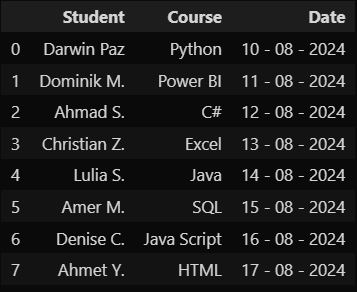 Student Course Date
0 Darwin Paz Python 10 - 08 - 2024
1 Dominik M. Power BI 11 - 08 - 2024
2 Ahmad S. C# 12 - 08 - 2024
3 Christian Z. Excel 13 - 08 - 2024
4 Lulia S. Java 14 - 08 - 2024
5 Amer M. SQL 15 - 08 - 2024
6 Denise C. Java Script 16 - 08 - 2024
7 Ahmet Y. HTML 17 - 08 - 2024